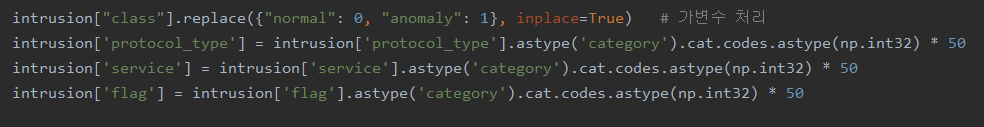 intrusion["class"].replace({"normal": 0, "anomaly": 1}, inplace=True)   # 가변수 처리
intrusion['protocol_type'] = intrusion['protocol_type'].astype('category').cat.codes.astype(np.int32) * 50
intrusion['service'] = intrusion['service'].astype('category').cat.codes.astype(np.int32) * 50
intrusion['flag'] = intrusion['flag'].astype('category').cat.codes.astype(np.int32) * 50